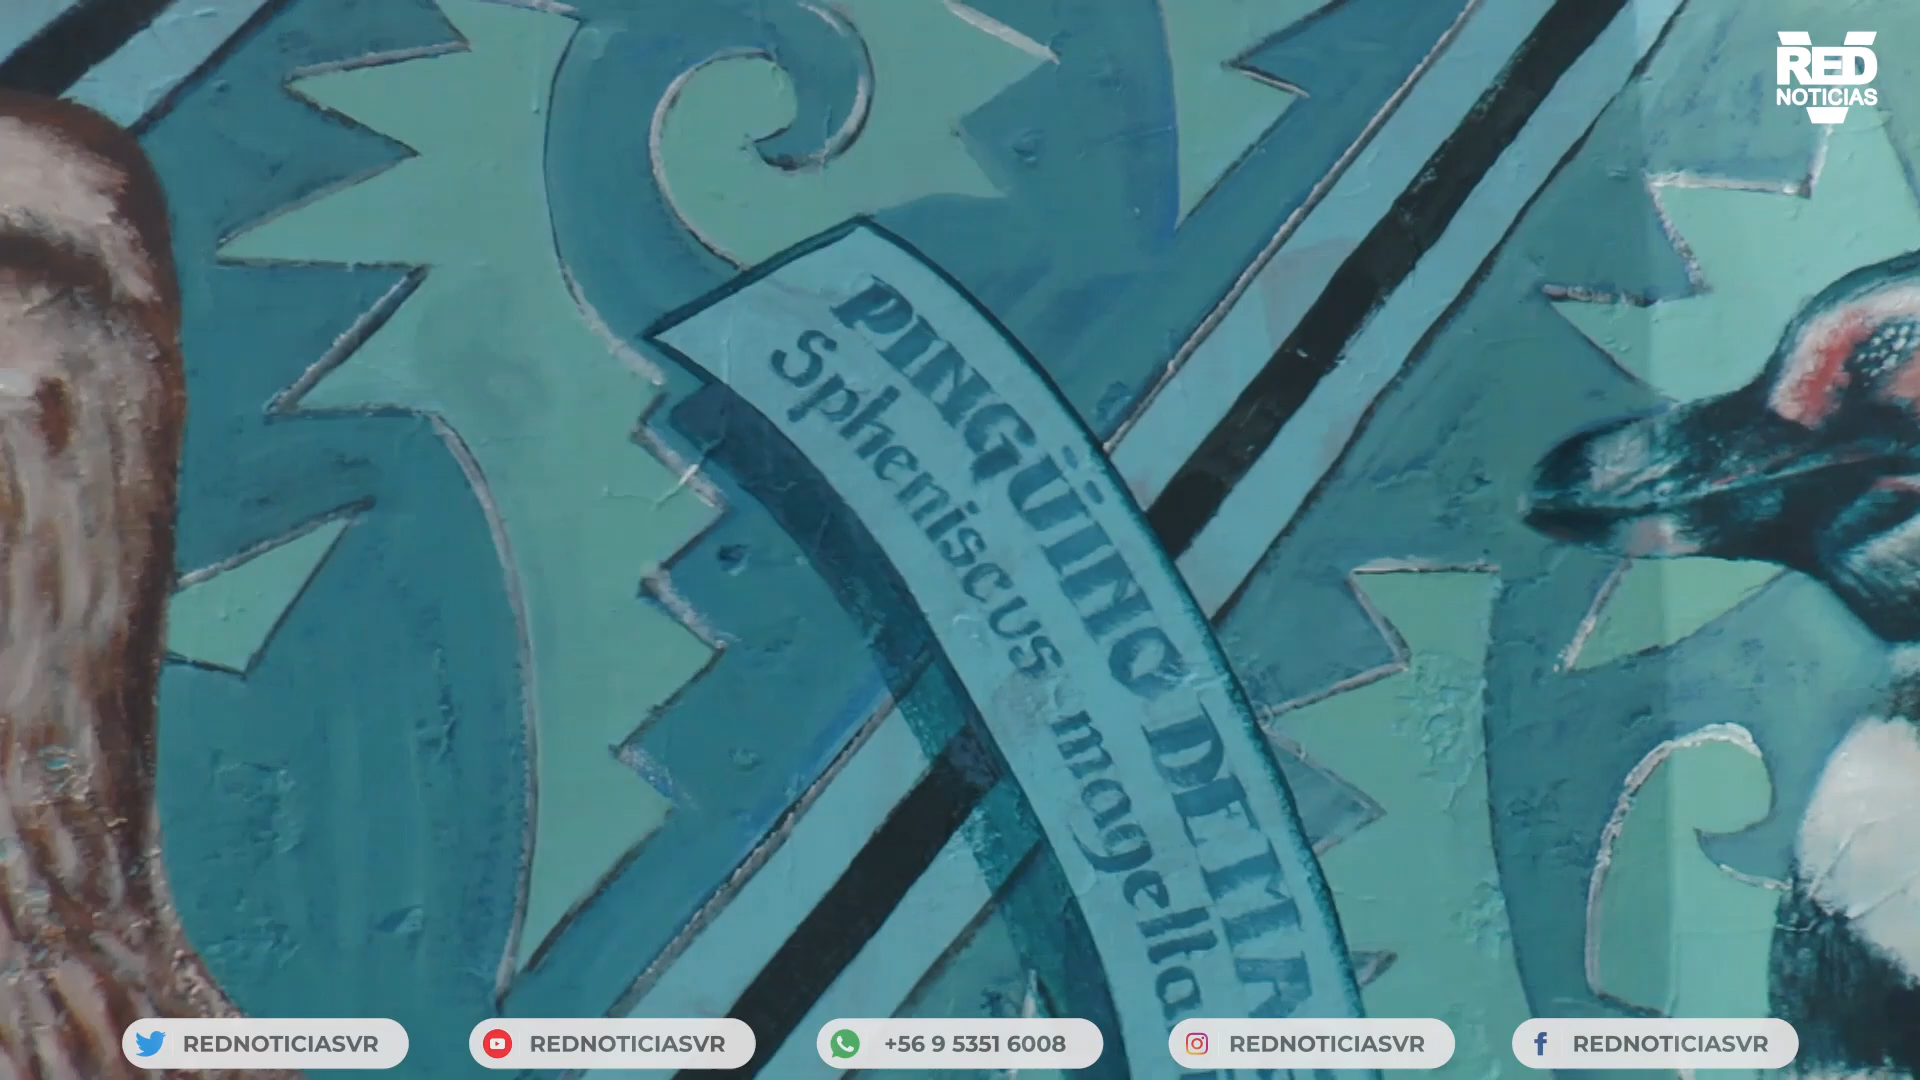 RED
NOTICIAS
PINGÜINO DE MA
Spheniscus magella
REDNOTICIASVR
REDNOTICIASVR
+56 9 5351 6008
REDNOTICIASVR
REDNOTICIASVR